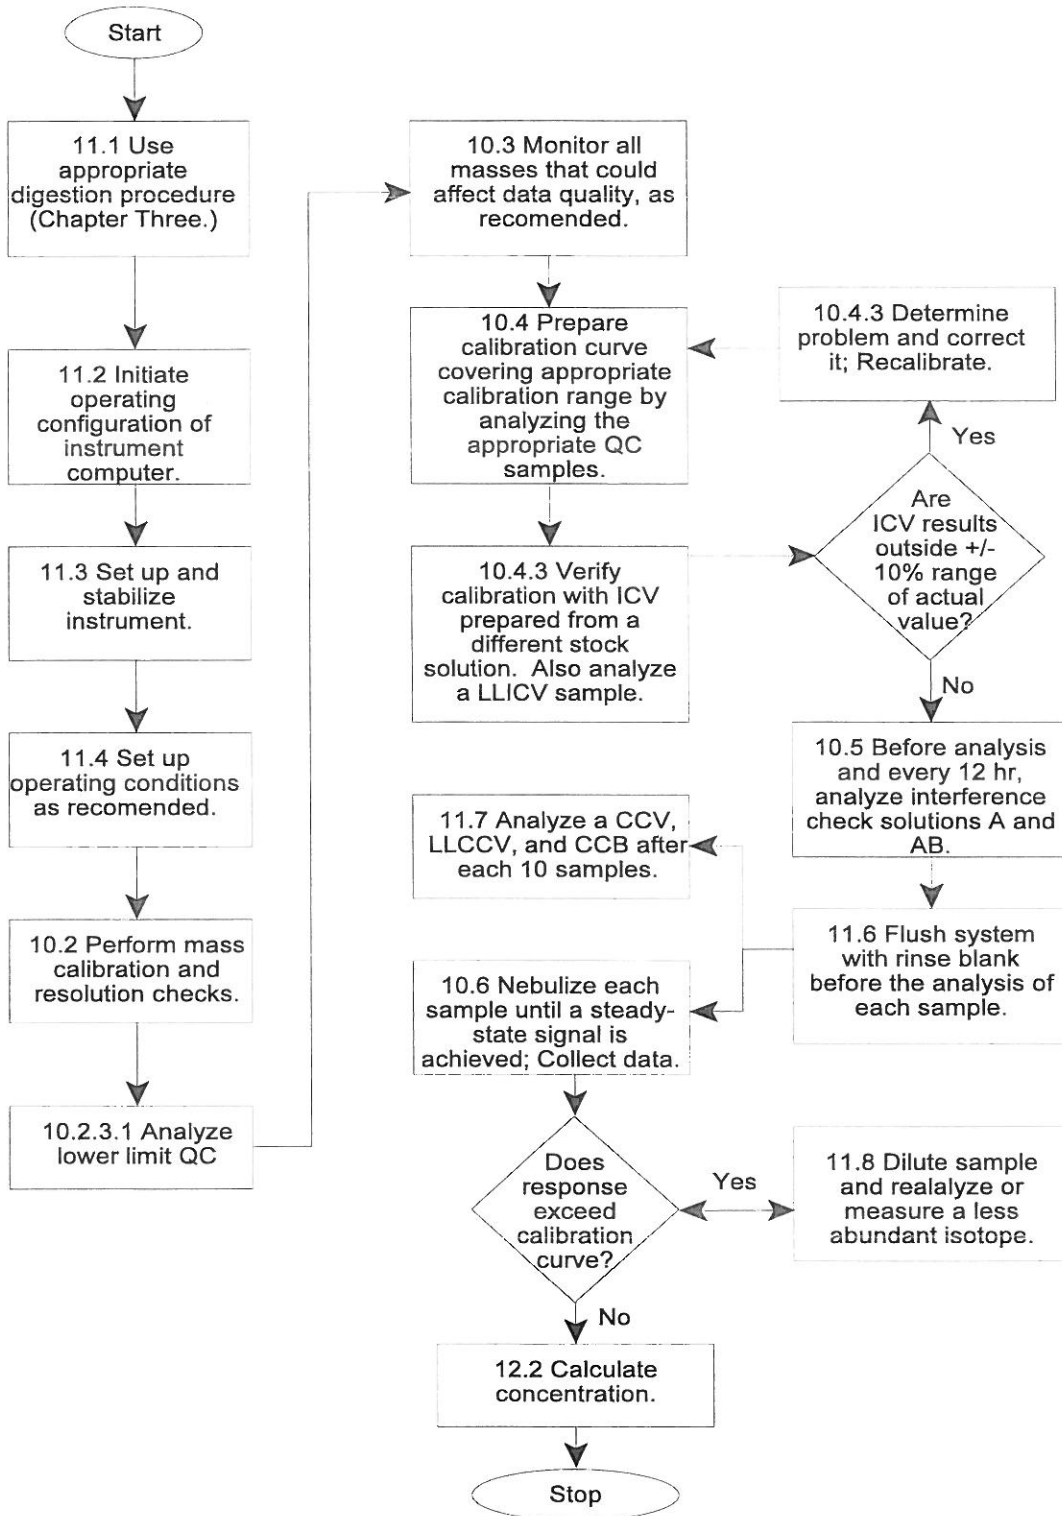 Start
11.1 Use
appropriate
digestion procedure
(Chapter Three.)
11.2 Initiate
operating
configuration of
instrument
computer.
11.3 Set up and
stabilize
instrument.
11.4 Set up
operating conditions
as recomended.
10.2 Perform mass
calibration and
resolution checks.
10.2.3.1 Analyze
lower limit QC
10.3 Monitor all
masses that could
affect data quality, as
recomended.
10.4 Prepare
calibration curve
covering appropriate
calibration range by
analyzing the
appropriate QC
samples.
10.4.3 Verify
calibration with ICV
prepared from a
different stock
solution. Also analyze
a LLICV sample.
Are
ICV results
outside +/-
10% range
of actual
value?
Yes
10.4.3 Determine
problem and correct
it; Recalibrate.
No
10.5 Before analysis
and every 12 hr,
analyze interference
check solutions A and
AB.
11.6 Flush system
with rinse blank
before the analysis of
each sample.
11.7 Analyze a CCV,
LLCCV, and CCB after
each 10 samples.
10.6 Nebulize each
sample until a steady-
state signal is
achieved; Collect data.
Does
response
exceed
calibration
curve?
Yes
11.8 Dilute sample
and realalyze or
measure a less
abundant isotope.
No
12.2 Calculate
concentration.
Stop